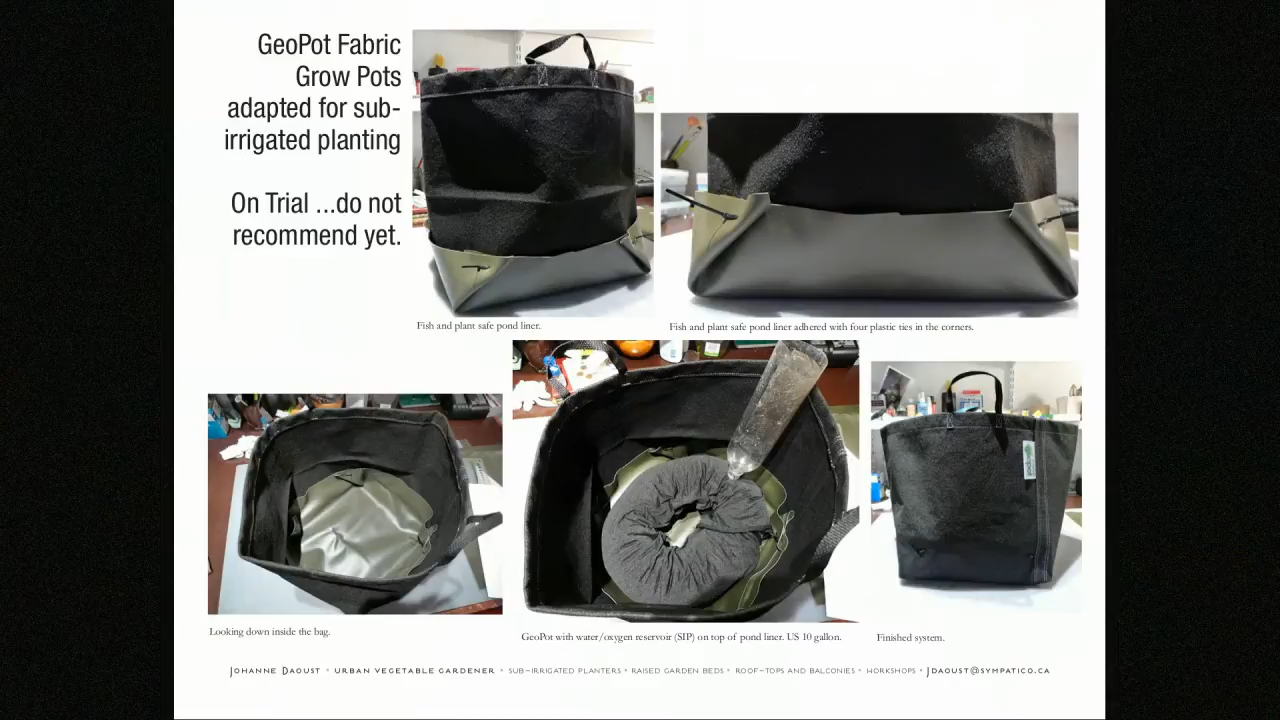 GeoPot Fabric
Grow Pots
adapted for sub-
irrigated planting
On Trial ...do not
recommend yet.
Fish and plant safe pond liner.
Fish and plant safe pond liner adhered with four plastic ties in the corners.
Looking down inside the bag.
GeoPot with water/oxygen reservoir (SIP) on top of pond liner. US 10 gallon.
Finished system.
Johanne Daoust • urban vegetable gardener • sub-irrigated planters • raised garden beds • roof-tops and balconies • workshops • jdaoust@sympatico.ca